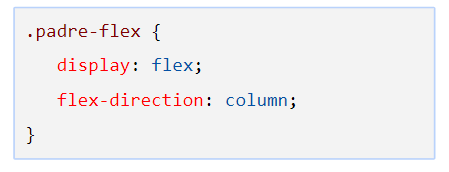 .padre-flex {
display: flex;
flex-direction: column;
}